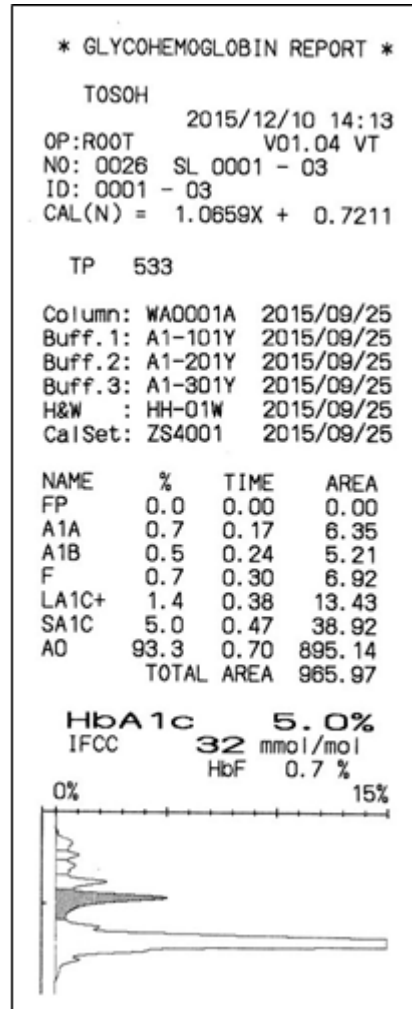 * GLYCOHEMOGLOBIN REPORT *
TOSOH
2015/12/10 14:13
OP:ROOT V01.04 VT
NO: 0026 SL 0001 - 03
ID: 0001 - 03
CAL(N) = 1.0659X + 0.7211
TP 533
Column: WA0001A 2015/09/25
Buff.1: A1-101Y 2015/09/25
Buff.2: A1-201Y 2015/09/25
Buff.3: A1-301Y 2015/09/25
H&W : HH-01W 2015/09/25
CalSet: ZS4001 2015/09/25
NAME % TIME AREA
FP 0.0 0.00 0.00
A1A 0.7 0.17 6.35
A1B 0.5 0.24 5.21
F 0.7 0.30 6.92
LA1C+ 1.4 0.38 13.43
SA1C 5.0 0.47 38.92
A0 93.3 0.70 895.14
TOTAL AREA 965.97
HbA1c 5.0%
IFCC 32 mmol/mol
HbF 0.7 %
0% 15%